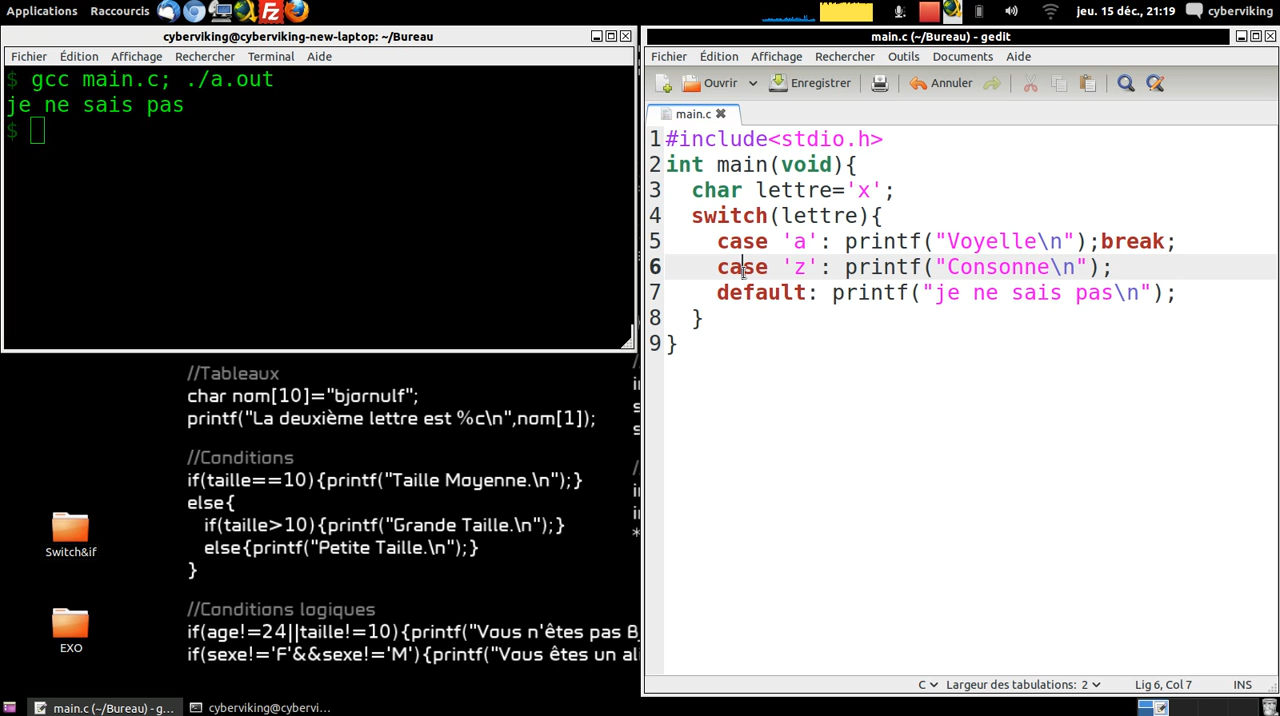 Applications Raccourcis jeu. 15 déc., 21:19 cyberviking
cyberviking@cyberviking-new-laptop: ~/Bureau
Fichier Édition Affichage Rechercher Terminal Aide
$ gcc main.c; ./a.out
je ne sais pas
$
main.c (~/Bureau) - gedit
Fichier Édition Affichage Rechercher Outils Documents Aide
Ouvrir Enregistrer Annuler
main.c
1 #include<stdio.h>
2 int main(void){
3 char lettre='x';
4 switch(lettre){
5 case 'a': printf("Voyelle\n");break;
6 case 'z': printf("Consonne\n");
7 default: printf("je ne sais pas\n");
8 }
9 }
//Tableaux
char nom[10]="bjørnulf";
printf("La deuxième lettre est %c\n",nom[1]);
//Conditions
if(taille==10){printf("Taille Moyenne.\n");}
else{
if(taille>10){printf("Grande Taille.\n");}
else{printf("Petite Taille.\n");}
}
//Conditions logiques
if(age!=24||taille!=10){printf("Vous n'êtes pas B
if(sexe!='F'&&sexe!='M'){printf("Vous êtes un ali
Switch&if
EXO
C Largeur des tabulations: 2 Lig 6, Col 7 INS
main.c (~/Bureau) - g... cyberviking@cybervi...